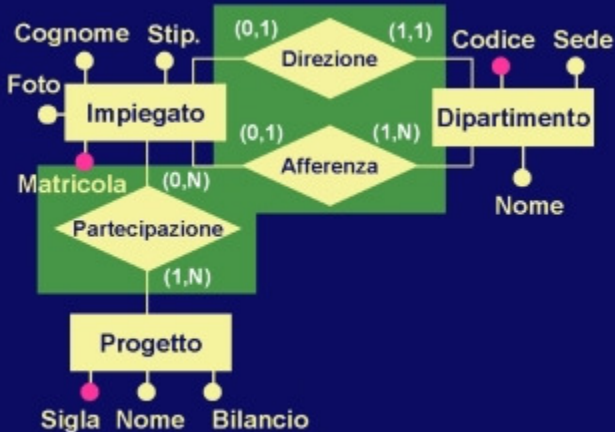 Cognome Stip. (0,1) (1,1) Codice Sede
Direzione
Foto
Impiegato
Dipartimento
(0,1) (1,N)
Afferenza
Matricola (0,N)
Nome
Partecipazione
(1,N)
Progetto
Sigla Nome Bilancio